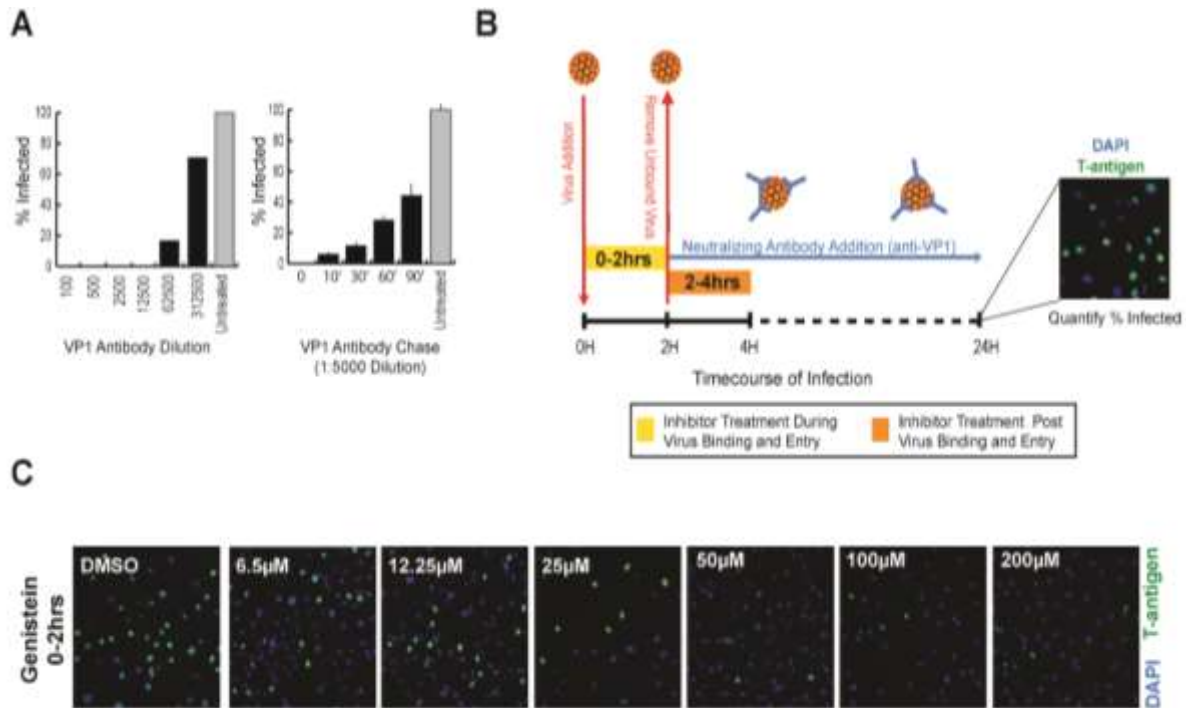 A
% Infected
100
80
60
40
20
0
100
500
2500
12500
62500
312500
Untreated
VP1 Antibody Dilution
% Infected
100
80
60
40
20
0
0
10'
30'
60'
90'
Untreated
VP1 Antibody Chase
(1:5000 Dilution)
B
Virus Addition
Remove Unbound Virus
DAPI
T-antigen
Neutralizing Antibody Addition (anti-VP1)
0-2hrs
2-4hrs
Quantify % Infected
0H
2H
4H
24H
Timecourse of Infection
Inhibitor Treatment During
Virus Binding and Entry
Inhibitor Treatment Post
Virus Binding and Entry
C
Genistein
0-2hrs
DMSO
6.5µM
12.25µM
25µM
50µM
100µM
200µM
DAPI T-antigen